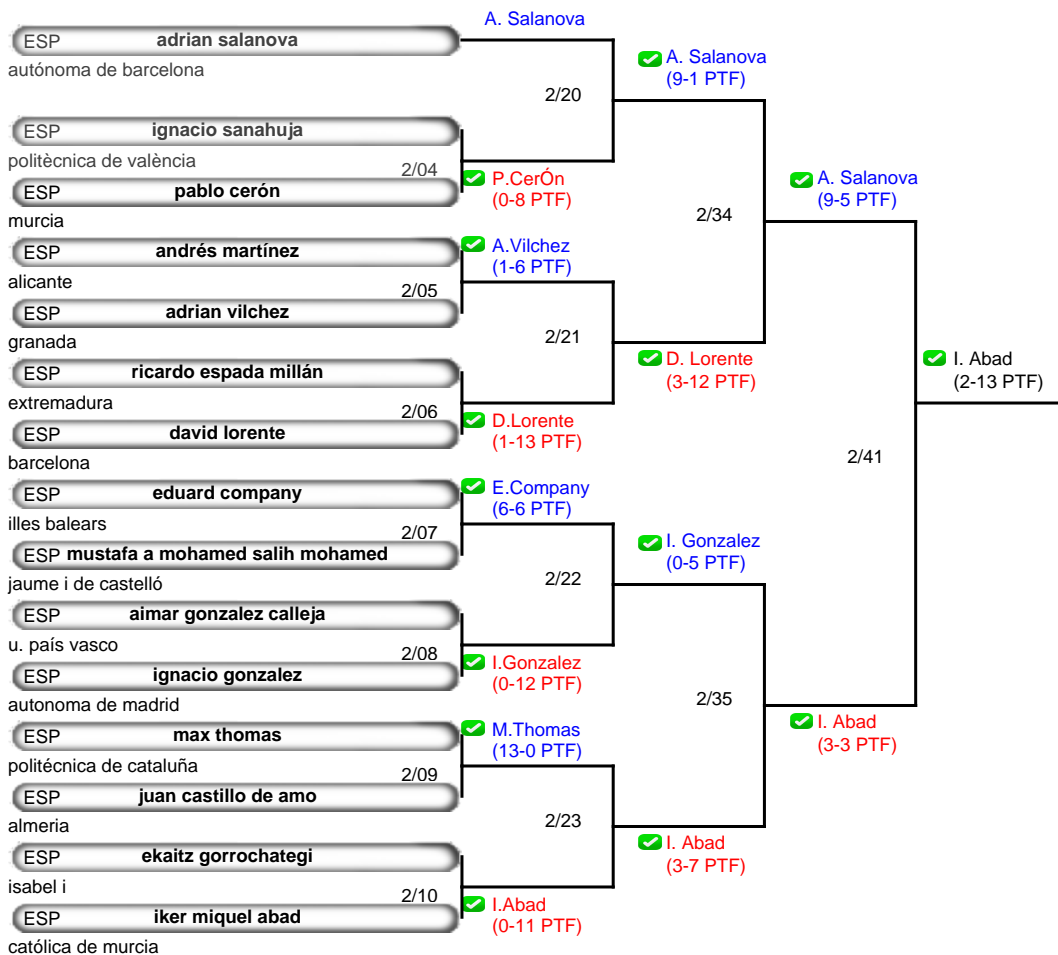 A. Salanova
ESP adrian salanova
autónoma de barcelona
A. Salanova
(9-1 PTF)
2/20
ESP ignacio sanahuja
politècnica de valència
2/04
P.CerÓn
(0-8 PTF)
ESP pablo cerón
murcia
A. Salanova
(9-5 PTF)
2/34
ESP andrés martínez
A.Vilchez
(1-6 PTF)
alicante
2/05
ESP adrian vilchez
granada
2/21
D. Lorente
(3-12 PTF)
I. Abad
(2-13 PTF)
ESP ricardo espada millán
extremadura
2/06
D.Lorente
(1-13 PTF)
ESP david lorente
barcelona
2/41
ESP eduard company
E.Company
(6-6 PTF)
illes balears
2/07
ESP mustafa a mohamed salih mohamed
jaume i de castelló
I. Gonzalez
(0-5 PTF)
2/22
ESP aimar gonzalez calleja
u. país vasco
2/08
I.Gonzalez
(0-12 PTF)
ESP ignacio gonzalez
autonoma de madrid
2/35
I. Abad
(3-3 PTF)
ESP max thomas
M.Thomas
(13-0 PTF)
politécnica de cataluña
2/09
ESP juan castillo de amo
almeria
2/23
I. Abad
(3-7 PTF)
ESP ekaitz gorrochategi
isabel i
2/10
I.Abad
(0-11 PTF)
ESP iker miquel abad
católica de murcia